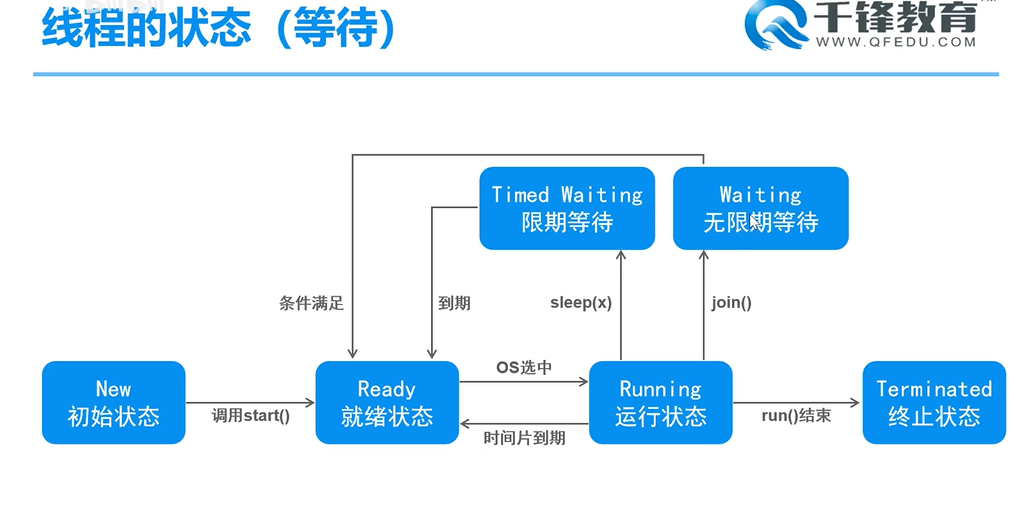 线程的状态（等待）
千锋教育
WWW.QFEDU.COM
Timed Waiting
限期等待
Waiting
无限期等待
条件满足
到期
sleep(x)
join()
New
初始状态
调用start()
Ready
就绪状态
OS选中
时间片到期
Running
运行状态
run()结束
Terminated
终止状态